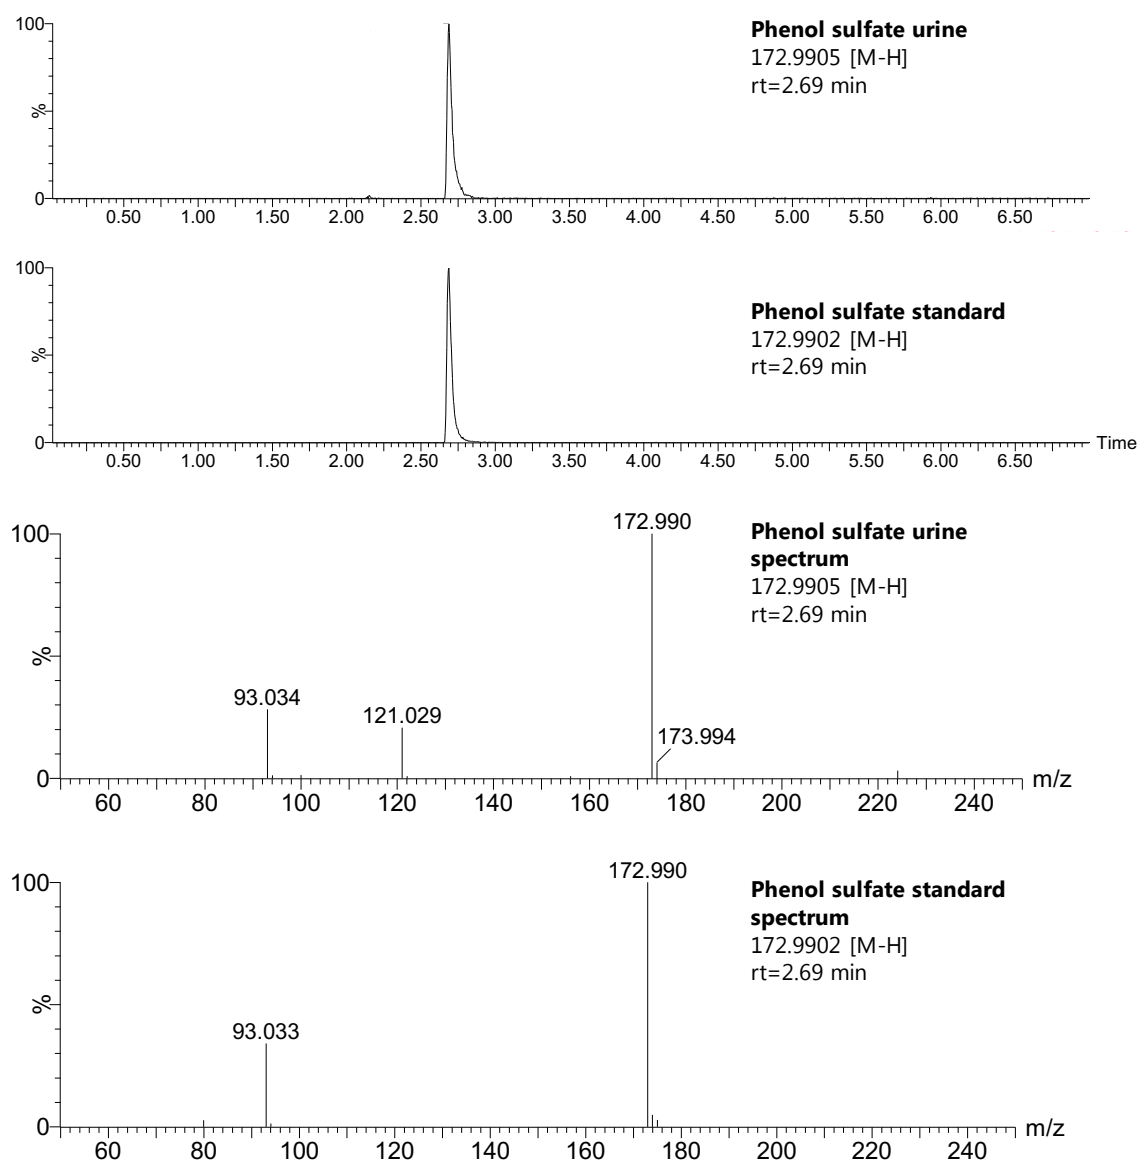 100
%
0
0.50 1.00 1.50 2.00 2.50 3.00 3.50 4.00 4.50 5.00 5.50 6.00 6.50
Phenol sulfate urine
172.9905 [M-H]
rt=2.69 min
100
%
0
0.50 1.00 1.50 2.00 2.50 3.00 3.50 4.00 4.50 5.00 5.50 6.00 6.50
Time
Phenol sulfate standard
172.9902 [M-H]
rt=2.69 min
100
%
0
93.034
121.029
172.990
173.994
60 80 100 120 140 160 180 200 220 240
m/z
Phenol sulfate urine
spectrum
172.9905 [M-H]
rt=2.69 min
100
%
0
93.033
172.990
60 80 100 120 140 160 180 200 220 240
m/z
Phenol sulfate standard
spectrum
172.9902 [M-H]
rt=2.69 min